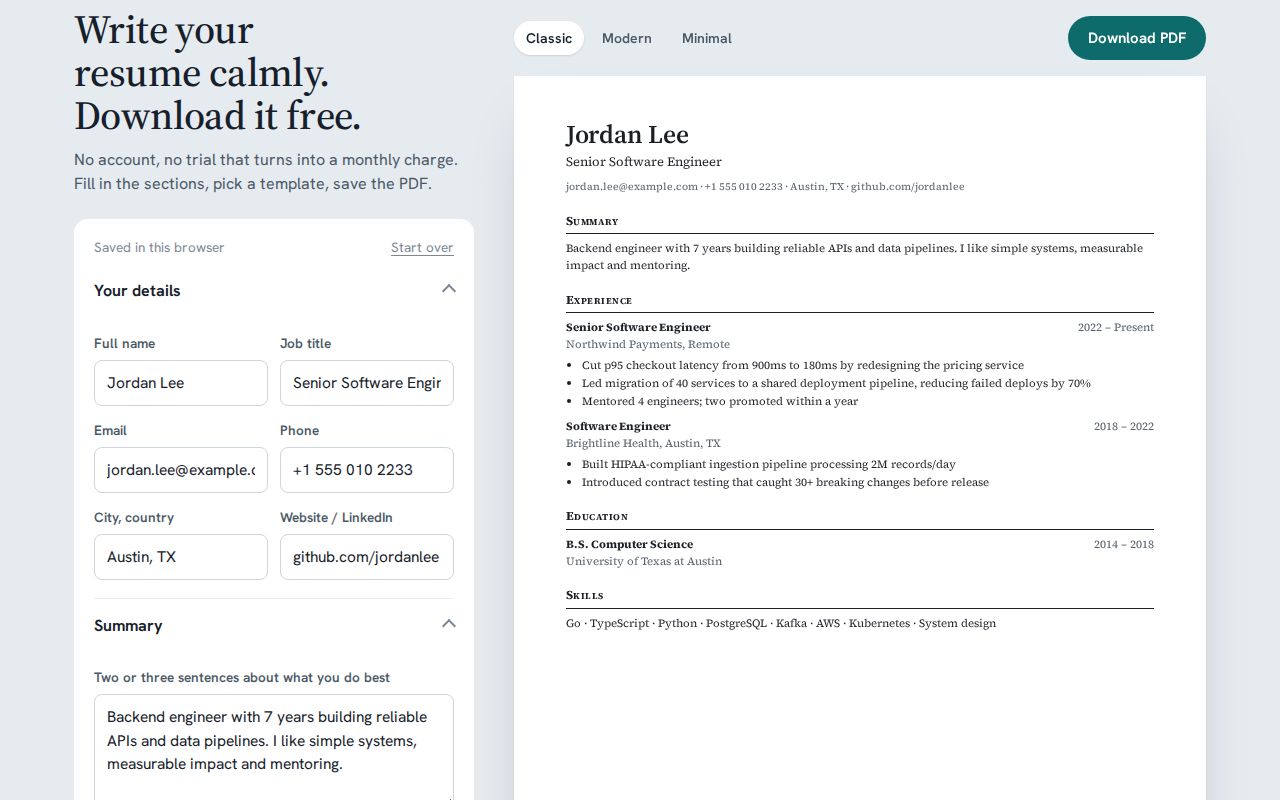 Write your
resume calmly.
Download it free.
No account, no trial that turns into a monthly charge.
Fill in the sections, pick a template, save the PDF.
Saved in this browser
Start over
Your details
Full name
Job title
Jordan Lee
Senior Software Engir
Email
Phone
jordan.lee@example.c
+1 555 010 2233
City, country
Website / LinkedIn
Austin, TX
github.com/jordanlee
Summary
Two or three sentences about what you do best
Backend engineer with 7 years building reliable
APIs and data pipelines. I like simple systems,
measurable impact and mentoring.
Classic
Modern
Minimal
Download PDF
Jordan Lee
Senior Software Engineer
jordan.lee@example.com · +1 555 010 2233 · Austin, TX · github.com/jordanlee
Summary
Backend engineer with 7 years building reliable APIs and data pipelines. I like simple systems, measurable
impact and mentoring.
Experience
Senior Software Engineer
2022 – Present
Northwind Payments, Remote
• Cut p95 checkout latency from 900ms to 180ms by redesigning the pricing service
• Led migration of 40 services to a shared deployment pipeline, reducing failed deploys by 70%
• Mentored 4 engineers; two promoted within a year
Software Engineer
2018 – 2022
Brightline Health, Austin, TX
• Built HIPAA-compliant ingestion pipeline processing 2M records/day
• Introduced contract testing that caught 30+ breaking changes before release
Education
B.S. Computer Science
2014 – 2018
University of Texas at Austin
Skills
Go · TypeScript · Python · PostgreSQL · Kafka · AWS · Kubernetes · System design